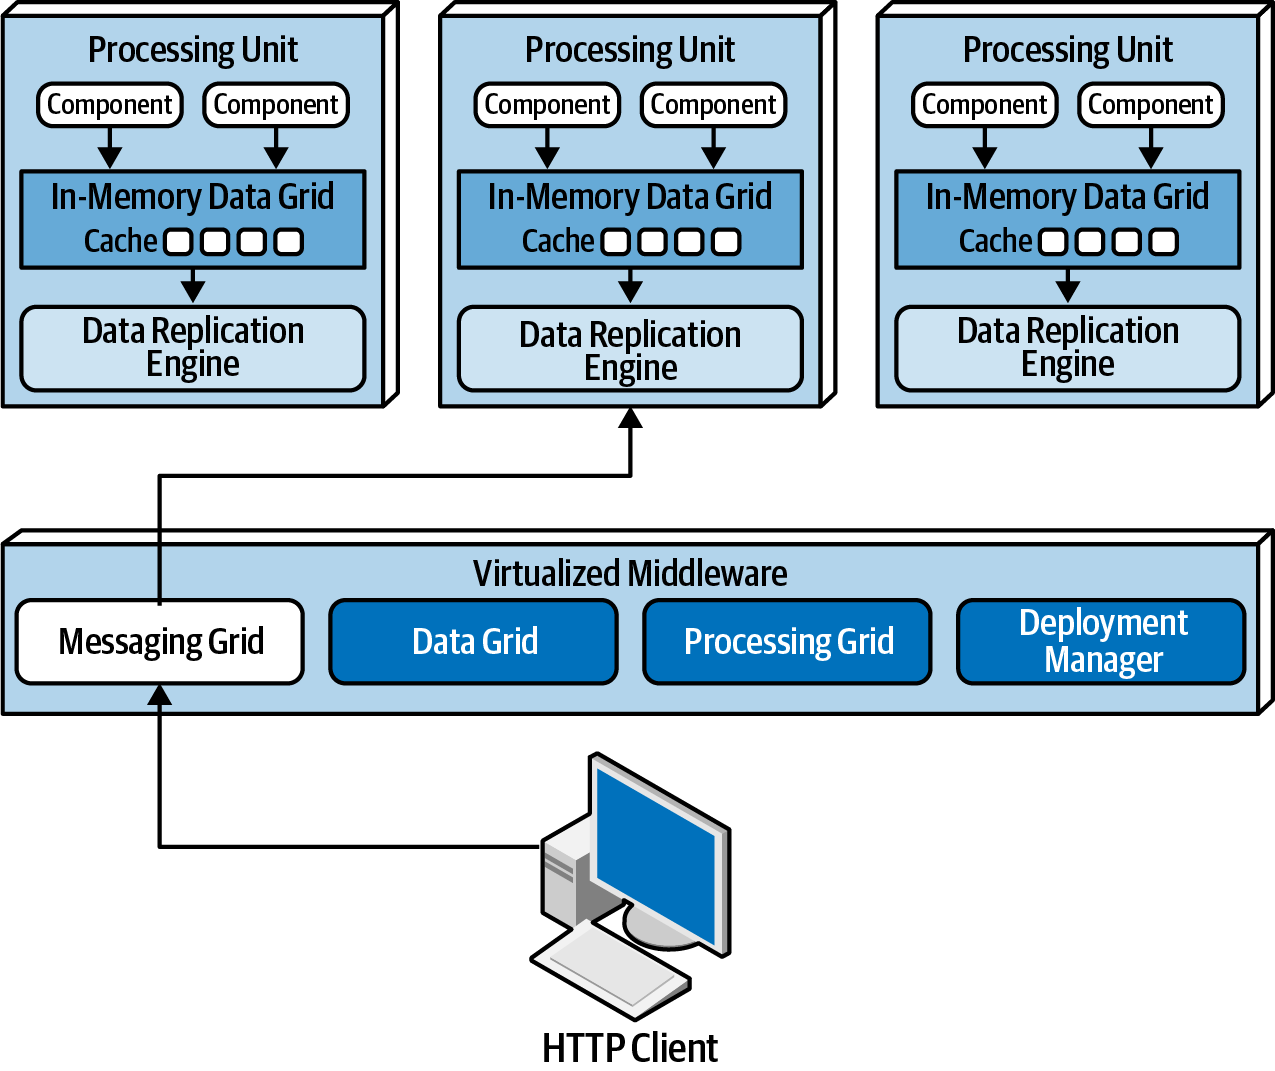 Processing Unit
Component Component
In-Memory Data Grid
Cache
Data Replication
Engine
Processing Unit
Component Component
In-Memory Data Grid
Cache
Data Replication
Engine
Processing Unit
Component Component
In-Memory Data Grid
Cache
Data Replication
Engine
Virtualized Middleware
Messaging Grid
Data Grid
Processing Grid
Deployment
Manager
HTTP Client